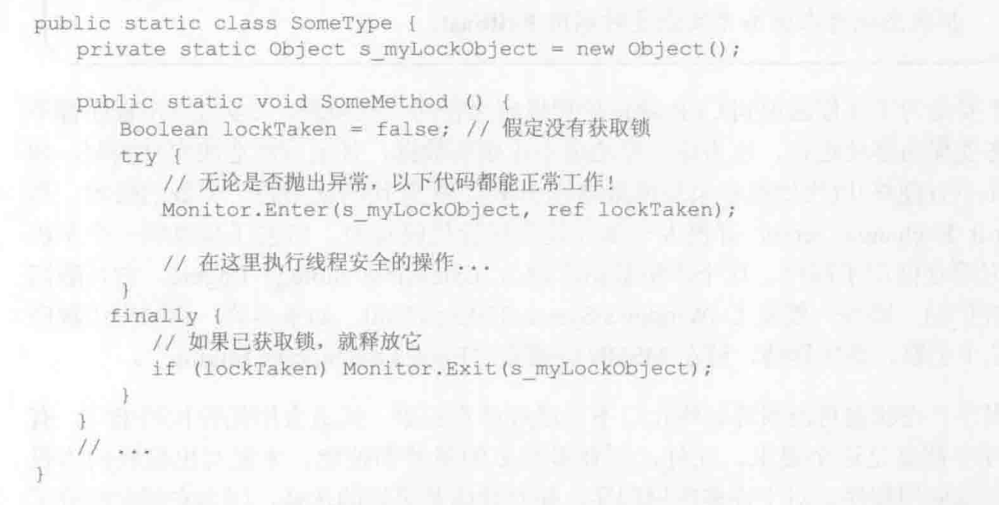 public static class SomeType {
private static Object s_myLockObject = new Object();
public static void SomeMethod () {
Boolean lockTaken = false; // 假定没有获取锁
try {
// 无论是否抛出异常，以下代码都能正常工作!
Monitor.Enter(s_myLockObject, ref lockTaken);
// 在这里执行线程安全的操作...
}
finally {
// 如果已获取锁，就释放它
if (lockTaken) Monitor.Exit(s_myLockObject);
}
}
// ...
}